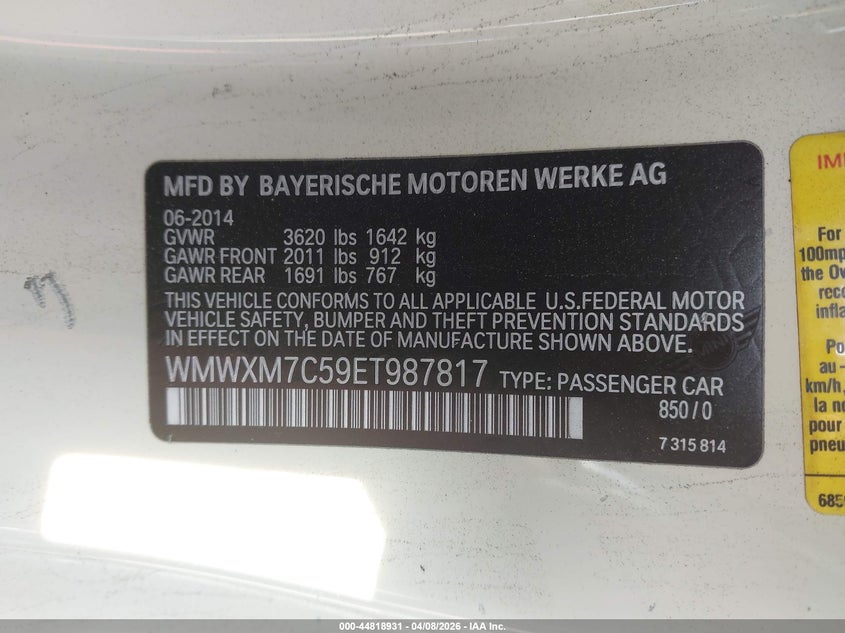 MFD BY BAYERISCHE MOTOREN WERKE AG
06-2014
GVWR 3620 lbs 1642 kg
GAWR FRONT 2011 lbs 912 kg
GAWR REAR 1691 lbs 767 kg
THIS VEHICLE CONFORMS TO ALL APPLICABLE U.S.FEDERAL MOTOR
VEHICLE SAFETY, BUMPER AND THEFT PREVENTION STANDARDS
IN EFFECT ON THE DATE OF MANUFACTURE SHOWN ABOVE.
WMWXM7C59ET987817 TYPE: PASSENGER CAR
850/0
7 315 814
MINI
For
100mp
the Ov
reco
infla
Po
au -
km/h,
la no
pour
pneu
000-44818931 - 04/08/2026 - IAA Inc.